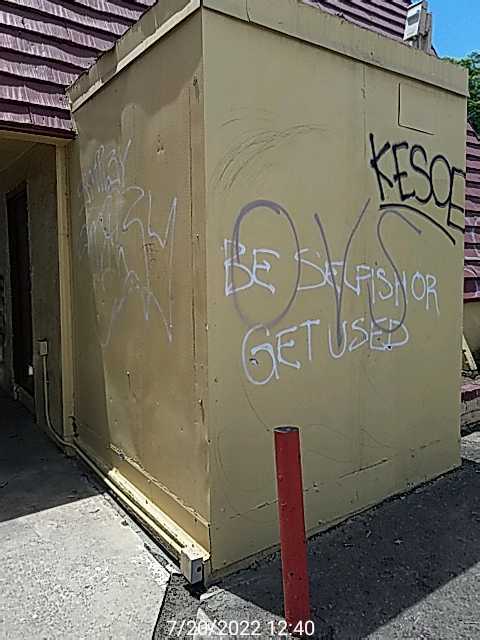 KESOE
OVS
BE SELFISH OR
GET USED
7/20/2022 12:40